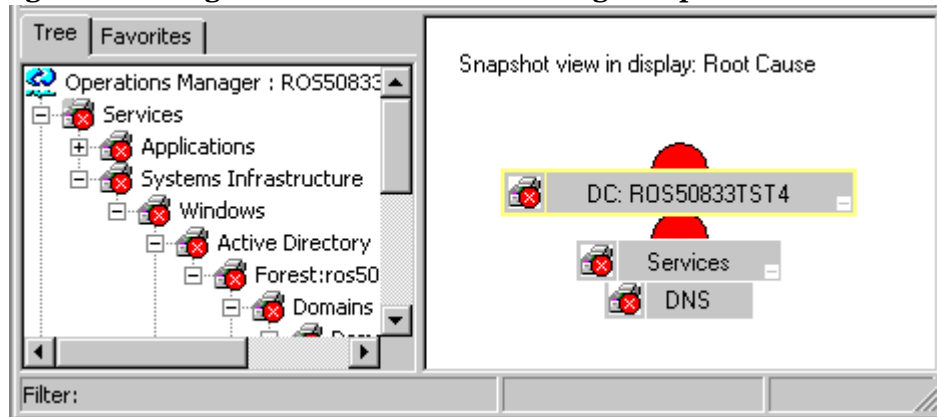 Tree Favorites
Operations Manager : ROS50833
Services
Applications
Systems Infrastructure
Windows
Active Directory
Forest:ros50
Domains
Snapshot view in display: Root Cause
DC: ROS50833TST4
Services
DNS
Filter: